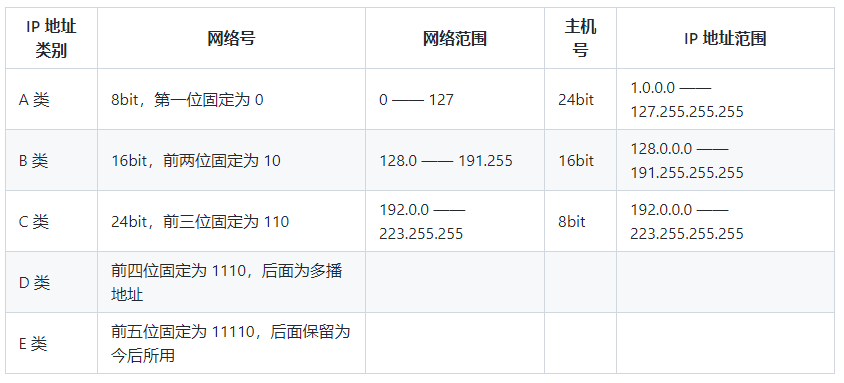 IP 地址类别 网络号 网络范围 主机号 IP 地址范围
A 类 8bit，第一位固定为 0 0 —— 127 24bit 1.0.0.0 —— 127.255.255.255
B 类 16bit，前两位固定为 10 128.0 —— 191.255 16bit 128.0.0.0 —— 191.255.255.255
C 类 24bit，前三位固定为 110 192.0.0 —— 223.255.255 8bit 192.0.0.0 —— 223.255.255.255
D 类 前四位固定为 1110，后面为多播地址
E 类 前五位固定为 11110，后面保留为今后所用